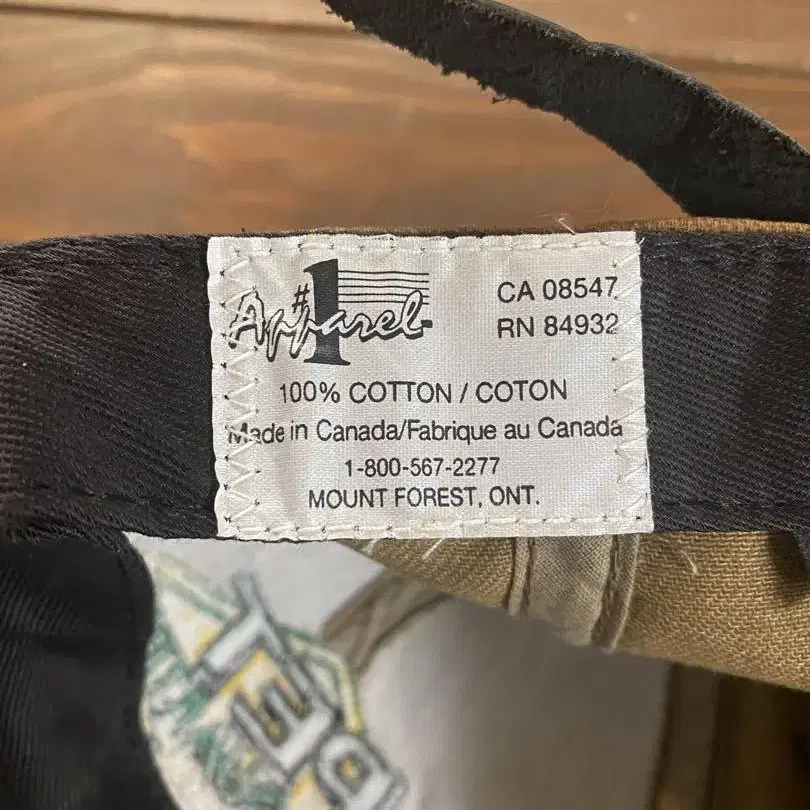 #1
Apparel
CA 08547
RN 84932
100% COTTON / COTON
Made in Canada/Fabrique au Canada
1-800-567-2277
MOUNT FOREST, ONT.